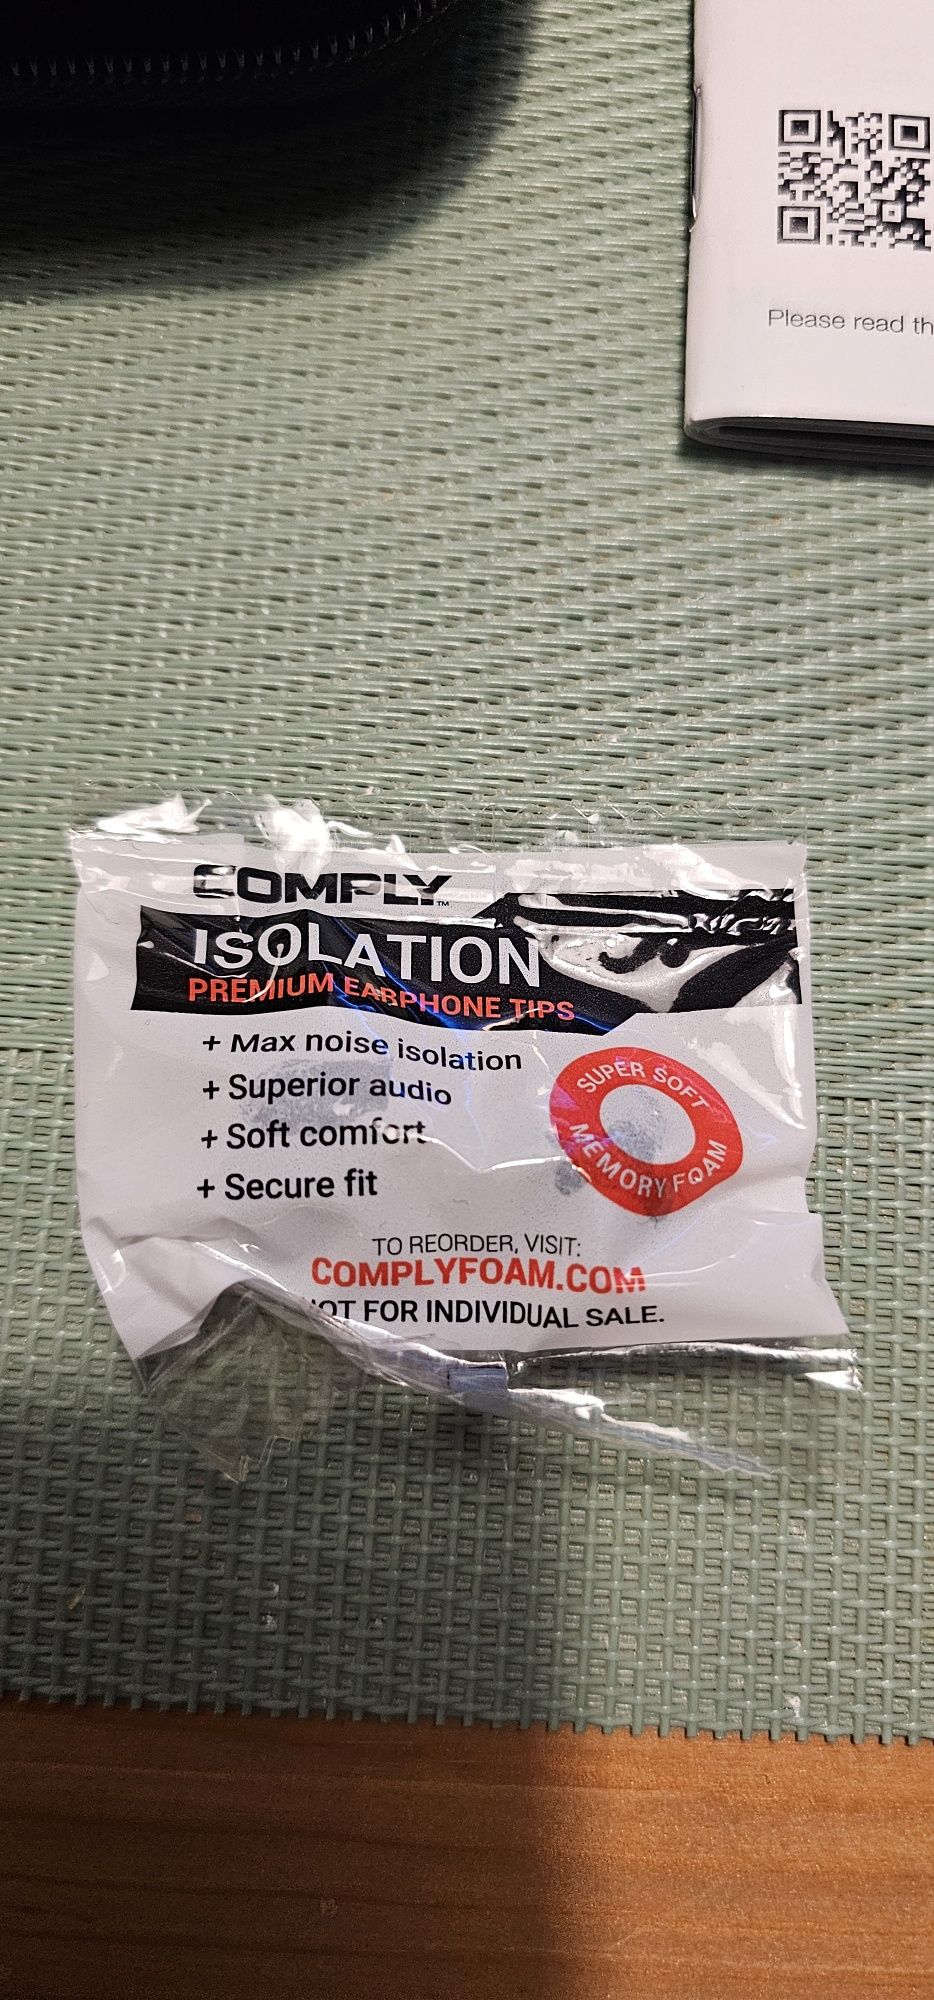 Please read th
COMPLY™
ISOLATION
PREMIUM EARPHONE TIPS
+ Max noise isolation
+ Superior audio
+ Soft comfort
+ Secure fit
SUPER SOFT
MEMORY FOAM
TO REORDER, VISIT:
COMPLYFOAM.COM
NOT FOR INDIVIDUAL SALE.